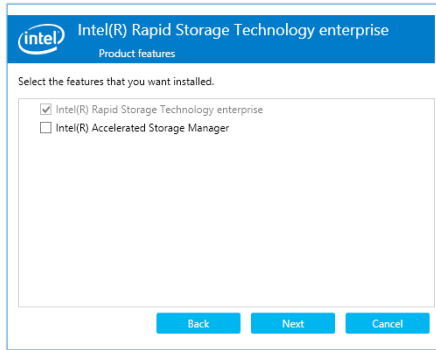 intel
Intel(R) Rapid Storage Technology enterprise
Product features
Select the features that you want installed.
Intel(R) Rapid Storage Technology enterprise
Intel(R) Accelerated Storage Manager
Back Next Cancel